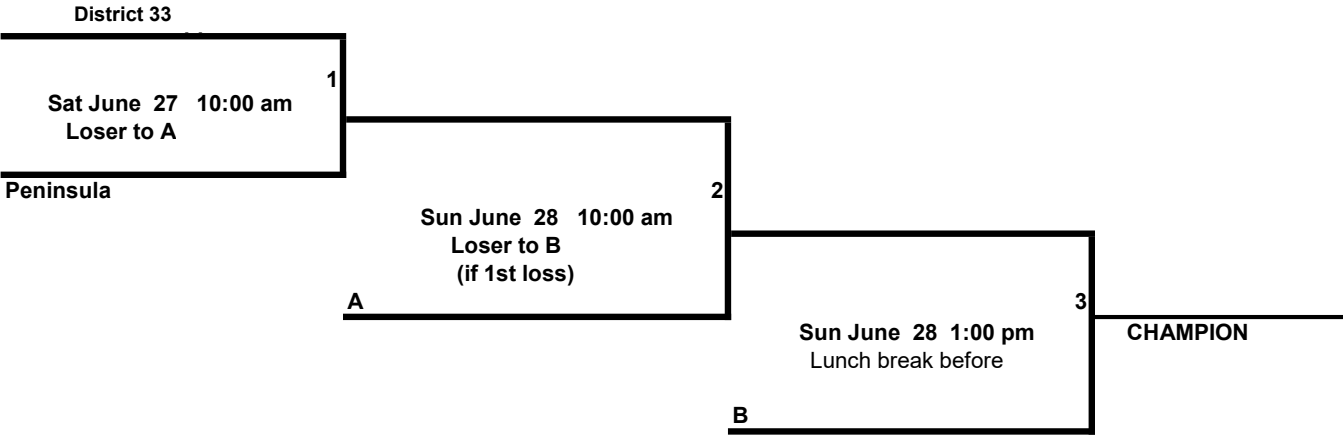 District 33
1
Sat June 27 10:00 am
Loser to A
Peninsula
2
Sun June 28 10:00 am
Loser to B
(if 1st loss)
A
3
Sun June 28 1:00 pm
Lunch break before
CHAMPION
B